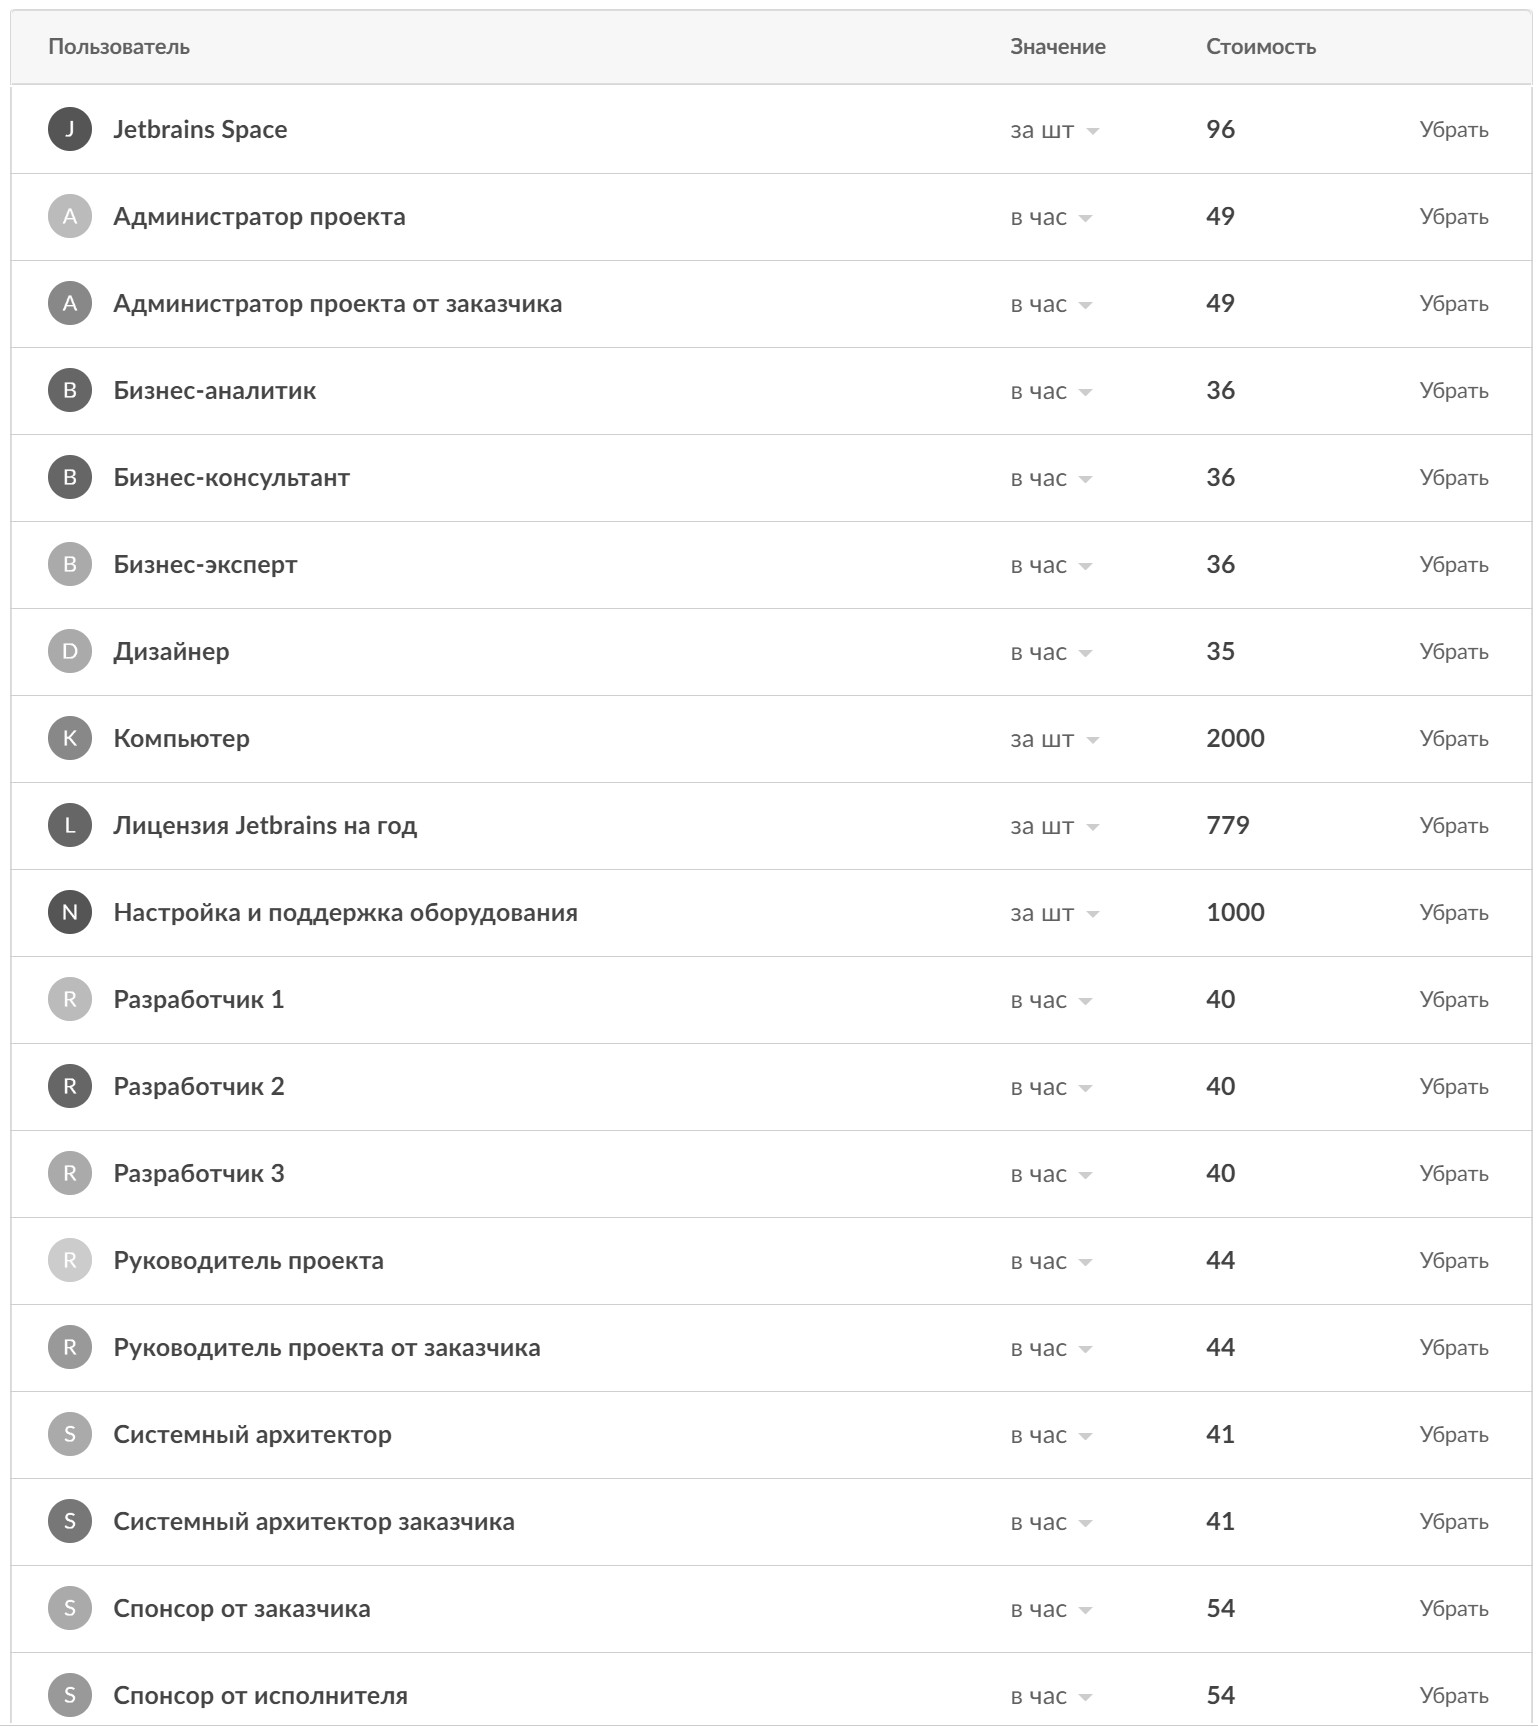 Пользователь Значение Стоимость
J Jetbrains Space за шт 96 Убрать
A Администратор проекта в час 49 Убрать
A Администратор проекта от заказчика в час 49 Убрать
B Бизнес-аналитик в час 36 Убрать
B Бизнес-консультант в час 36 Убрать
B Бизнес-эксперт в час 36 Убрать
D Дизайнер в час 35 Убрать
K Компьютер за шт 2000 Убрать
L Лицензия Jetbrains на год за шт 779 Убрать
N Настройка и поддержка оборудования за шт 1000 Убрать
R Разработчик 1 в час 40 Убрать
R Разработчик 2 в час 40 Убрать
R Разработчик 3 в час 40 Убрать
R Руководитель проекта в час 44 Убрать
R Руководитель проекта от заказчика в час 44 Убрать
S Системный архитектор в час 41 Убрать
S Системный архитектор заказчика в час 41 Убрать
S Спонсор от заказчика в час 54 Убрать
S Спонсор от исполнителя в час 54 Убрать